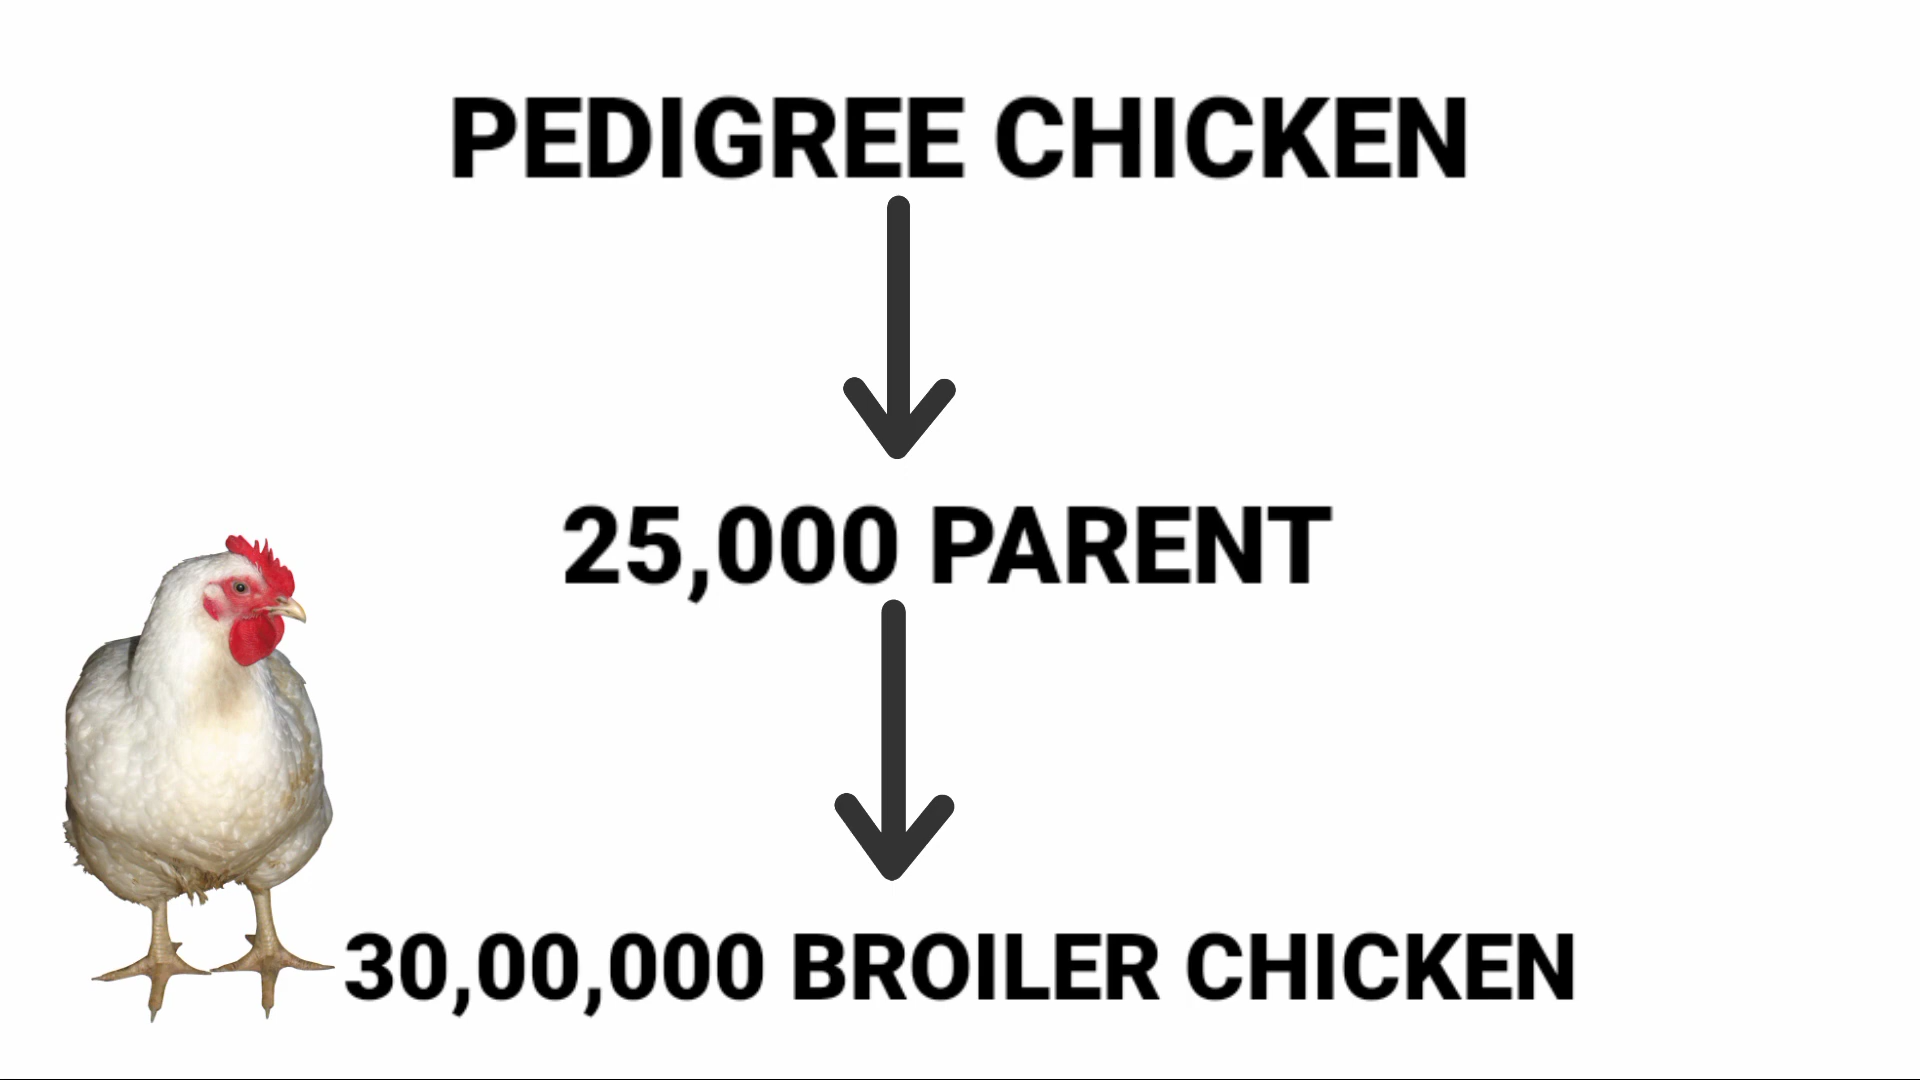 PEDIGREE CHICKEN
25,000 PARENT
30,00,000 BROILER CHICKEN